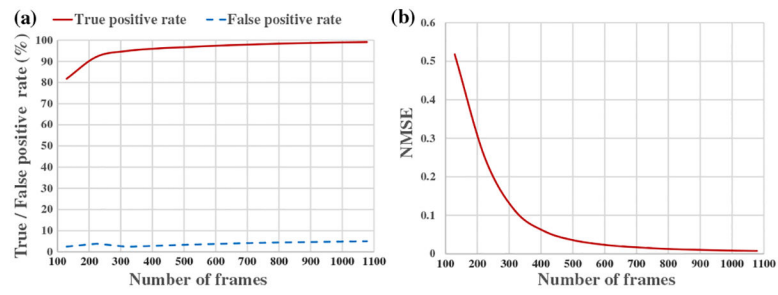 (a)
True positive rate
False positive rate
True / False positive rate (%)
100
90
80
70
60
50
40
30
20
10
0
100 200 300 400 500 600 700 800 900 1000 1100
Number of frames
(b)
NMSE
0.6
0.5
0.4
0.3
0.2
0.1
0
100 200 300 400 500 600 700 800 900 1000 1100
Number of frames